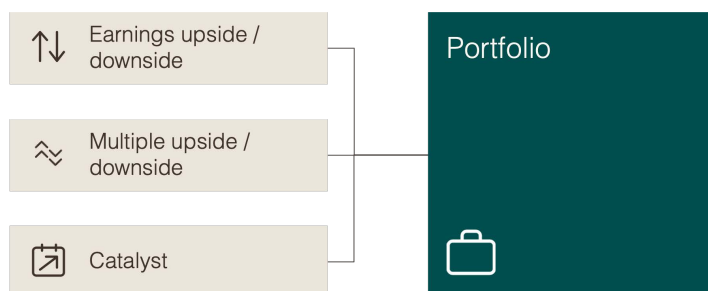 Earnings upside /
downside
Portfolio
Multiple upside /
downside
Catalyst